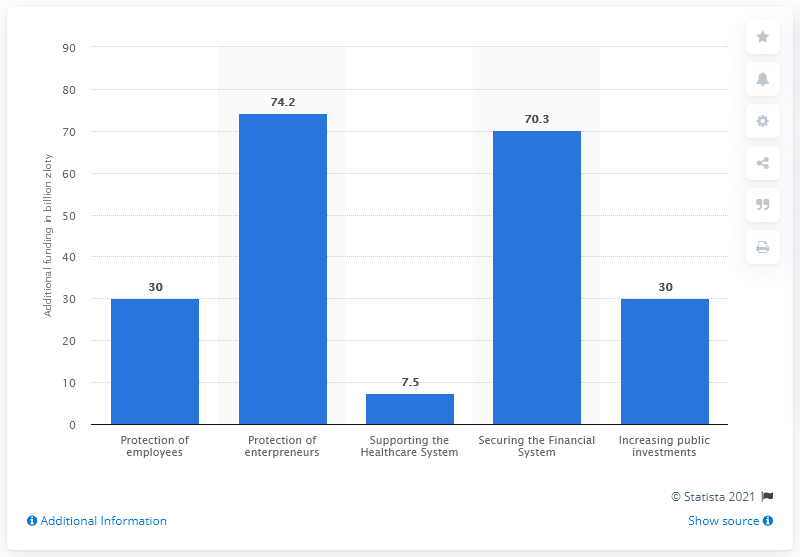 Additional funding in billion zloty
90
80
70
60
50
40
30
20
10
0
30
74.2
7.5
70.3
30
Protection of
employees
Protection of
enterpreneurs
Supporting the
Healthcare System
Securing the Financial
System
Increasing public
investments
© Statista 2021
Additional Information
Show source